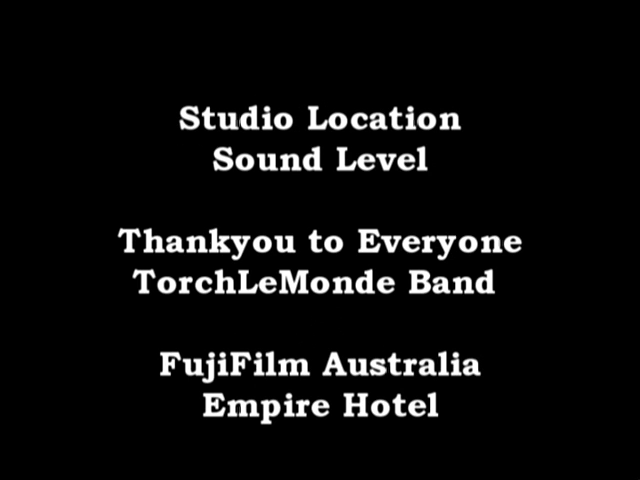 Studio Location
Sound Level
Thankyou to Everyone
TorchLeMonde Band
FujiFilm Australia
Empire Hotel